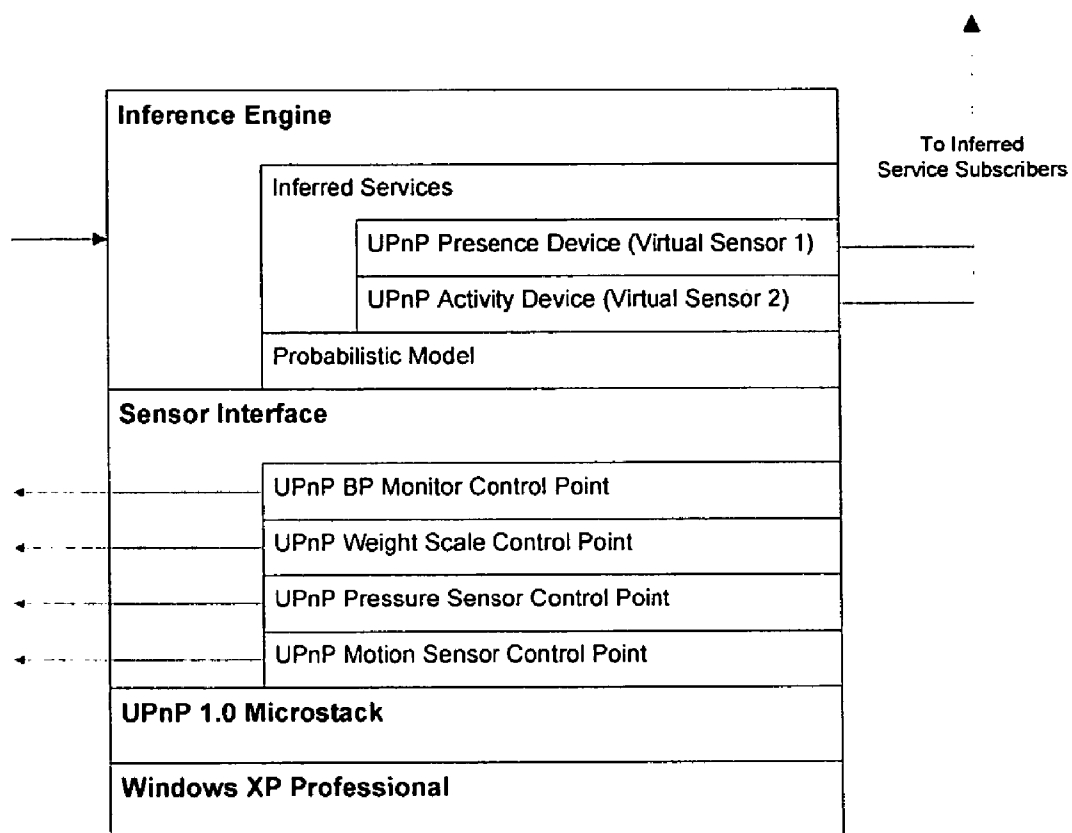 Inference Engine
To Inferred
Service Subscribers
Inferred Services
UPnP Presence Device (Virtual Sensor 1)
UPnP Activity Device (Virtual Sensor 2)
Probabilistic Model
Sensor Interface
UPnP BP Monitor Control Point
UPnP Weight Scale Control Point
UPnP Pressure Sensor Control Point
UPnP Motion Sensor Control Point
UPnP 1.0 Microstack
Windows XP Professional